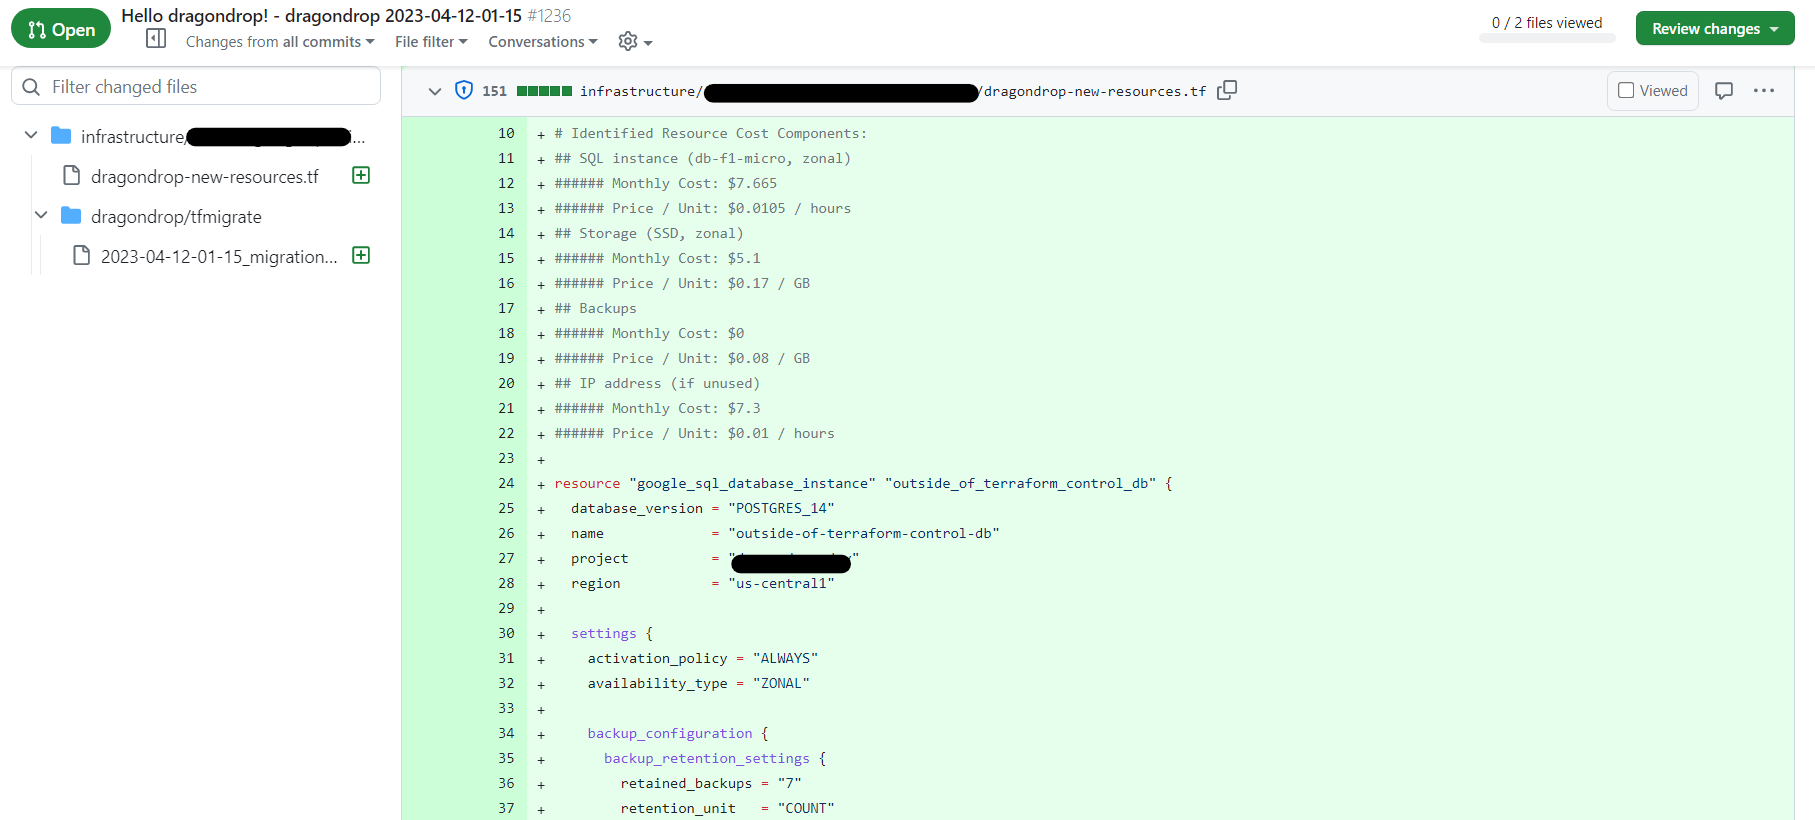 Open
Hello dragondrop! - dragondrop 2023-04-12-01-15 #1236
Changes from all commits File filter Conversations
0 / 2 files viewed
Review changes
Filter changed files
infrastructure/ ...
dragondrop-new-resources.tf
dragondrop/tfmigrate
2023-04-12-01-15_migration...
151 infrastructure/ /dragondrop-new-resources.tf
Viewed
10 + # Identified Resource Cost Components:
11 + ## SQL instance (db-f1-micro, zonal)
12 + ###### Monthly Cost: $7.665
13 + ###### Price / Unit: $0.0105 / hours
14 + ## Storage (SSD, zonal)
15 + ###### Monthly Cost: $5.1
16 + ###### Price / Unit: $0.17 / GB
17 + ## Backups
18 + ###### Monthly Cost: $0
19 + ###### Price / Unit: $0.08 / GB
20 + ## IP address (if unused)
21 + ###### Monthly Cost: $7.3
22 + ###### Price / Unit: $0.01 / hours
23 +
24 + resource "google_sql_database_instance" "outside_of_terraform_control_db" {
25 + database_version = "POSTGRES_14"
26 + name = "outside-of-terraform-control-db"
27 + project = " "
28 + region = "us-central1"
29 +
30 + settings {
31 + activation_policy = "ALWAYS"
32 + availability_type = "ZONAL"
33 +
34 + backup_configuration {
35 + backup_retention_settings {
36 + retained_backups = "7"
37 + retention_unit = "COUNT"